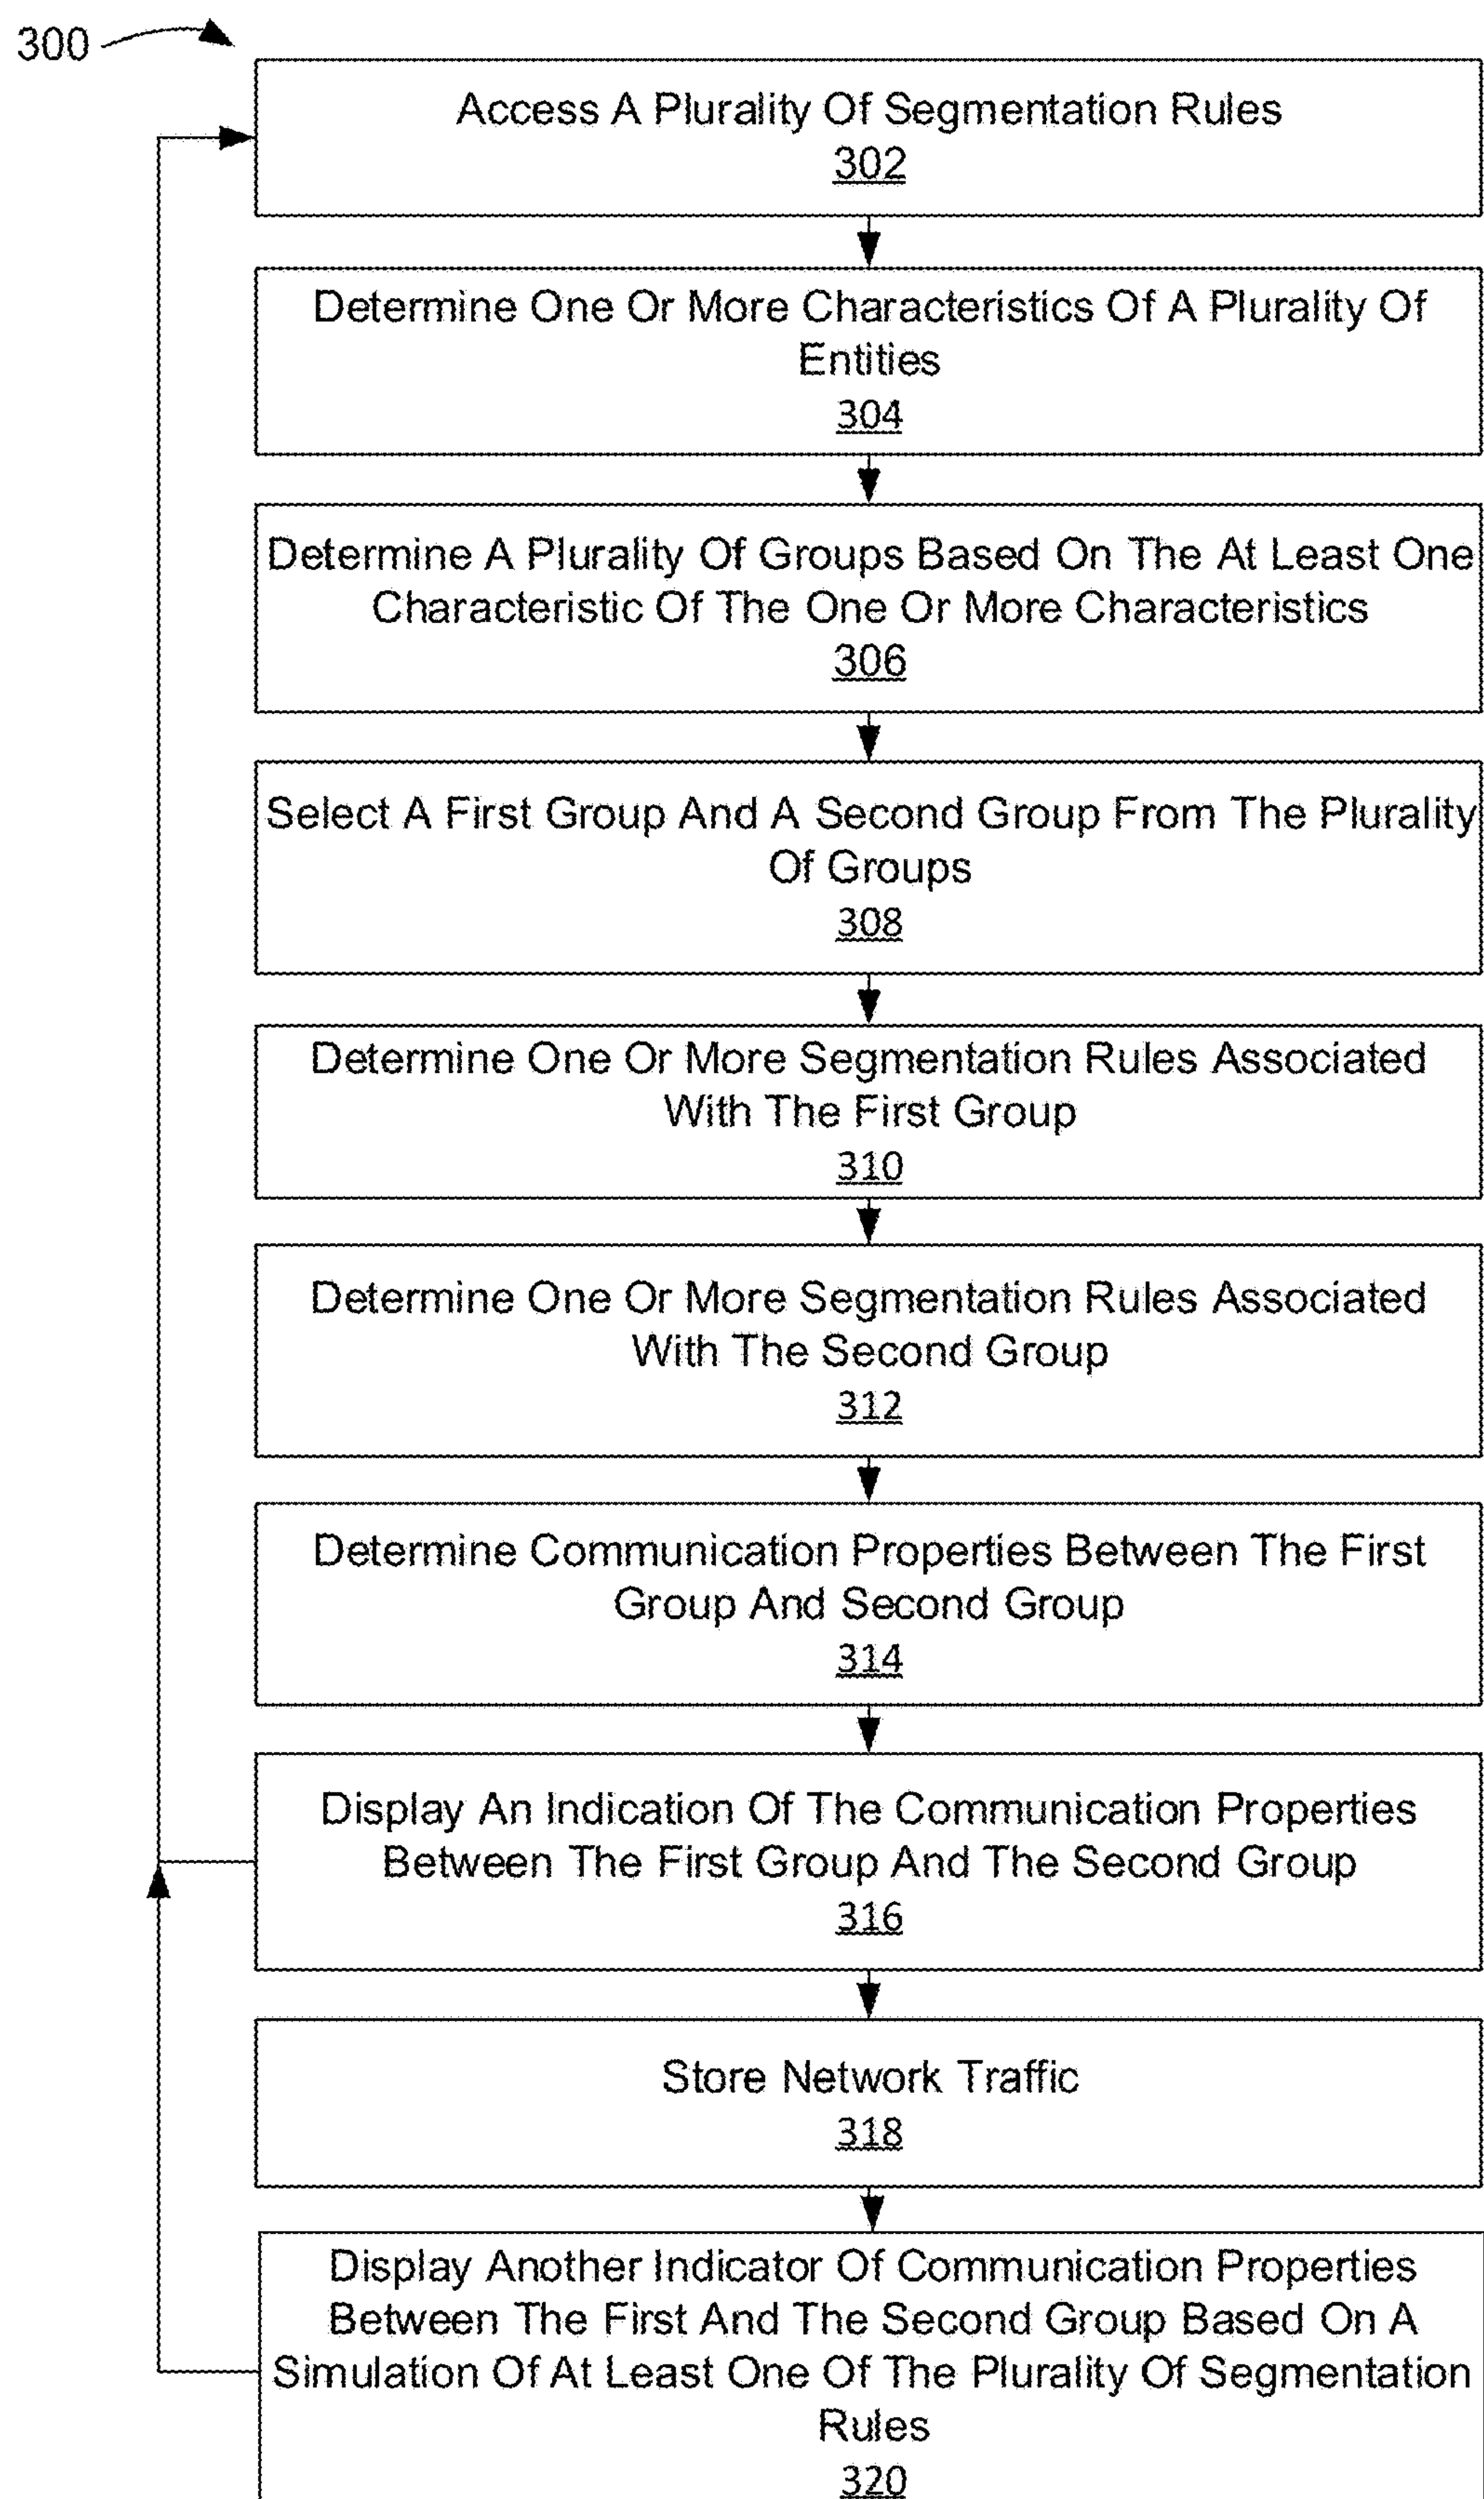 300
Access A Plurality Of Segmentation Rules
302
Determine One Or More Characteristics Of A Plurality Of
Entities
304
Determine A Plurality Of Groups Based On The At Least One
Characteristic Of The One Or More Characteristics
306
Select A First Group And A Second Group From The Plurality
Of Groups
308
Determine One Or More Segmentation Rules Associated
With The First Group
310
Determine One Or More Segmentation Rules Associated
With The Second Group
312
Determine Communication Properties Between The First
Group And Second Group
314
Display An Indication Of The Communication Properties
Between The First Group And The Second Group
316
Store Network Traffic
318
Display Another Indicator Of Communication Properties
Between The First And The Second Group Based On A
Simulation Of At Least One Of The Plurality Of Segmentation
Rules
320